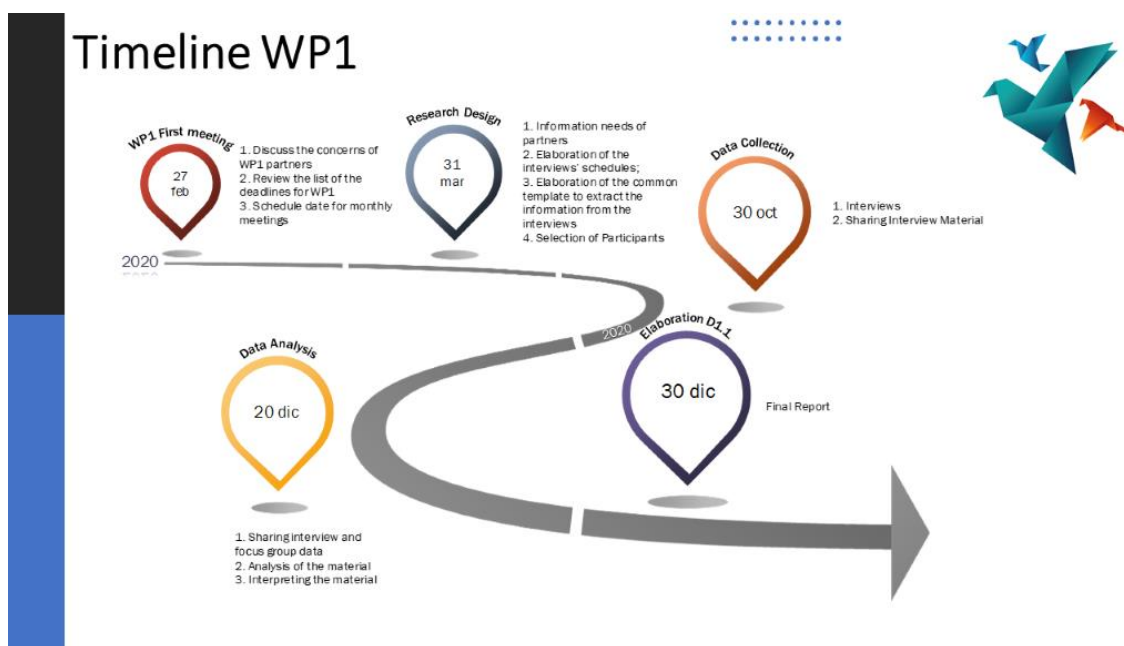 Timeline WP1
WP1 First meeting
27
feb
1. Discuss the concerns of
WP1 partners
2. Review the list of the
deadlines for WP1
3. Schedule date for monthly
meetings
Research Design
31
mar
1. Information needs of
partners
2. Elaboration of the
interviews' schedules;
3. Elaboration of the common
template to extract the
information from the
interviews
4. Selection of Participants
Data Collection
30 oct
1. Interviews
2. Sharing Interview Material
2020
2020
Data Analysis
20 dic
1. Sharing interview and
focus group data
2. Analysis of the material
3. Interpreting the material
Elaboration D1.1
30 dic
Final Report